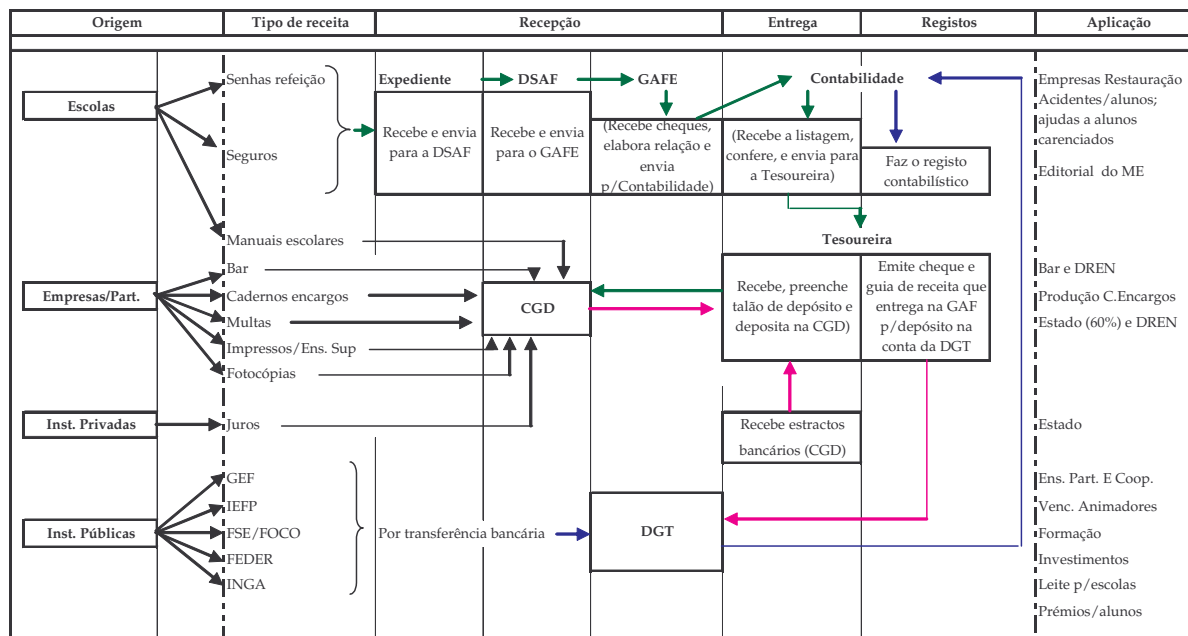 Origem
Tipo de receita
Recepção
Entrega
Registos
Aplicação
Escolas
Senhas refeição
Seguros
Manuais escolares
Expediente
DSAF
GAFE
Contabilidade
Recebe e envia
para a DSAF
Recebe e envia
para o GAFE
(Recebe cheques,
elabora relação e
envia
p/Contabilidade)
(Recebe a listagem,
confere, e envia para
a Tesoureira)
Faz o registo
contabilístico
Empresas Restauração
Acidentes/alunos;
ajudas a alunos
carenciados
Editorial do ME
Tesoureira
Empresas/Part.
Bar
Cadernos encargos
Multas
Impressos/Ens. Sup
Fotocópias
CGD
Recebe, preenche
talão de depósito e
deposita na CGD)
Emite cheque e
guia de receita que
entrega na GAF
p/depósito na
conta da DGT
Bar e DREN
Produção C.Encargos
Estado (60%) e DREN
Inst. Privadas
Juros
Recebe estractos
bancários (CGD)
Estado
Inst. Públicas
GEF
IEFP
FSE/FOCO
FEDER
INGA
Por transferência bancária
DGT
Ens. Part. E Coop.
Venc. Animadores
Formação
Investimentos
Leite p/escolas
Prémios/alunos